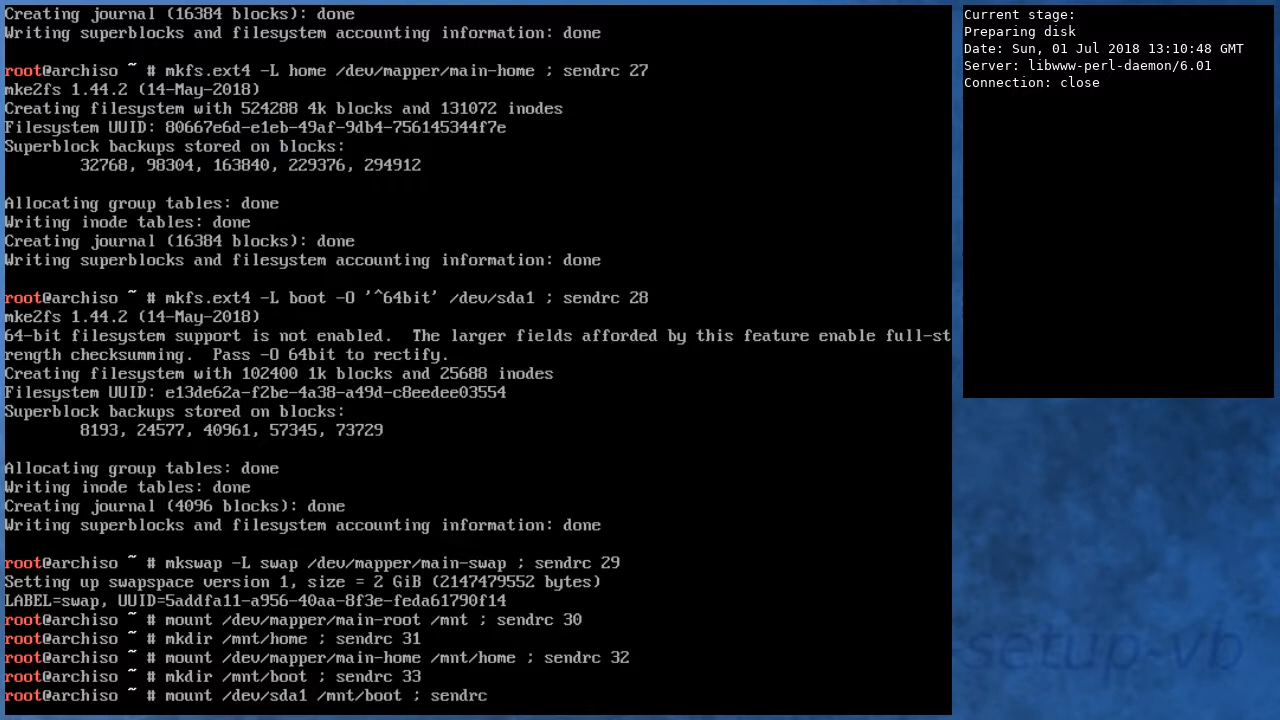 Creating journal (16384 blocks): done
Writing superblocks and filesystem accounting information: done
root@archiso ~ # mkfs.ext4 -L home /dev/mapper/main-home ; sendrc 27
mke2fs 1.44.2 (14-May-2018)
Creating filesystem with 524288 4k blocks and 131072 inodes
Filesystem UUID: 80667e6d-e1eb-49af-9db4-756145344f7e
Superblock backups stored on blocks:
32768, 98304, 163840, 229376, 294912
Allocating group tables: done
Writing inode tables: done
Creating journal (16384 blocks): done
Writing superblocks and filesystem accounting information: done
root@archiso ~ # mkfs.ext4 -L boot -O '^64bit' /dev/sda1 ; sendrc 28
mke2fs 1.44.2 (14-May-2018)
64-bit filesystem support is not enabled.  The larger fields afforded by this feature enable full-st
rength checksumming.  Pass -O 64bit to rectify.
Creating filesystem with 102400 1k blocks and 25688 inodes
Filesystem UUID: e13de62a-f2be-4a38-a49d-c8eedee03554
Superblock backups stored on blocks:
8193, 24577, 40961, 57345, 73729
Allocating group tables: done
Writing inode tables: done
Creating journal (4096 blocks): done
Writing superblocks and filesystem accounting information: done
root@archiso ~ # mkswap -L swap /dev/mapper/main-swap ; sendrc 29
Setting up swapspace version 1, size = 2 GiB (2147479552 bytes)
LABEL=swap, UUID=5addfa11-a956-40aa-8f3e-feda61790f14
root@archiso ~ # mount /dev/mapper/main-root /mnt ; sendrc 30
root@archiso ~ # mkdir /mnt/home ; sendrc 31
root@archiso ~ # mount /dev/mapper/main-home /mnt/home ; sendrc 32
root@archiso ~ # mkdir /mnt/boot ; sendrc 33
root@archiso ~ # mount /dev/sda1 /mnt/boot ; sendrc
Current stage:
Preparing disk
Date: Sun, 01 Jul 2018 13:10:48 GMT
Server: libwww-perl-daemon/6.01
Connection: close
-setup-vb